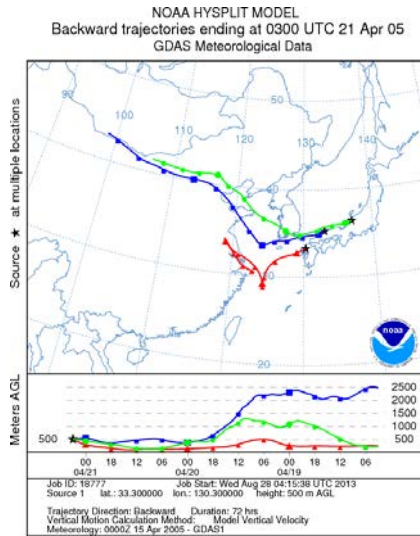 NOAA HYSPLIT MODEL
Backward trajectories ending at 0300 UTC 21 Apr 05
GDAS Meteorological Data
Source ★ at multiple locations
90
100
110
120
130
140
50
40
30
20
noaa
Meters AGL
500
2500
2000
1500
1000
500
00 18 12 06 00 18 12 06 00 18 12 06
04/21 04/20 04/19
Job ID: 18777 Job Start: Wed Aug 28 04:15:38 UTC 2013
Source 1 lat.: 33.300000 lon.: 130.300000 height: 500 m AGL
Trajectory Direction: Backward Duration: 72 hrs
Vertical Motion Calculation Method: Model Vertical Velocity
Meteorology: 0000Z 15 Apr 2005 - GDAS1